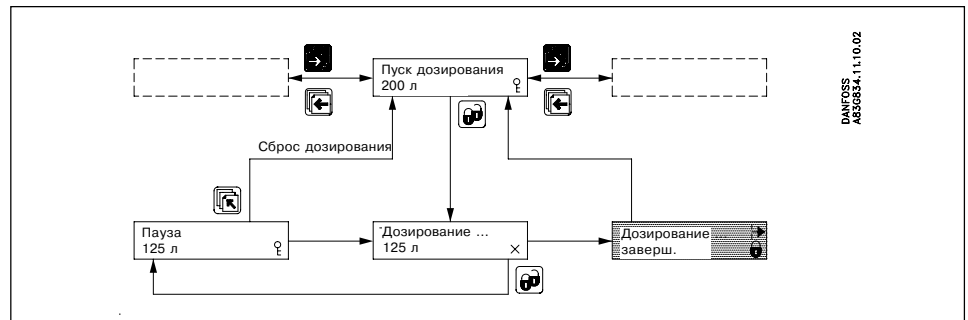 Пуск дозирования
200 л
DANFOSS
A83G834.11.10.02
Сброс дозирования
Пауза
125 л
Дозирование ...
125 л
Дозирование ...
заверш.